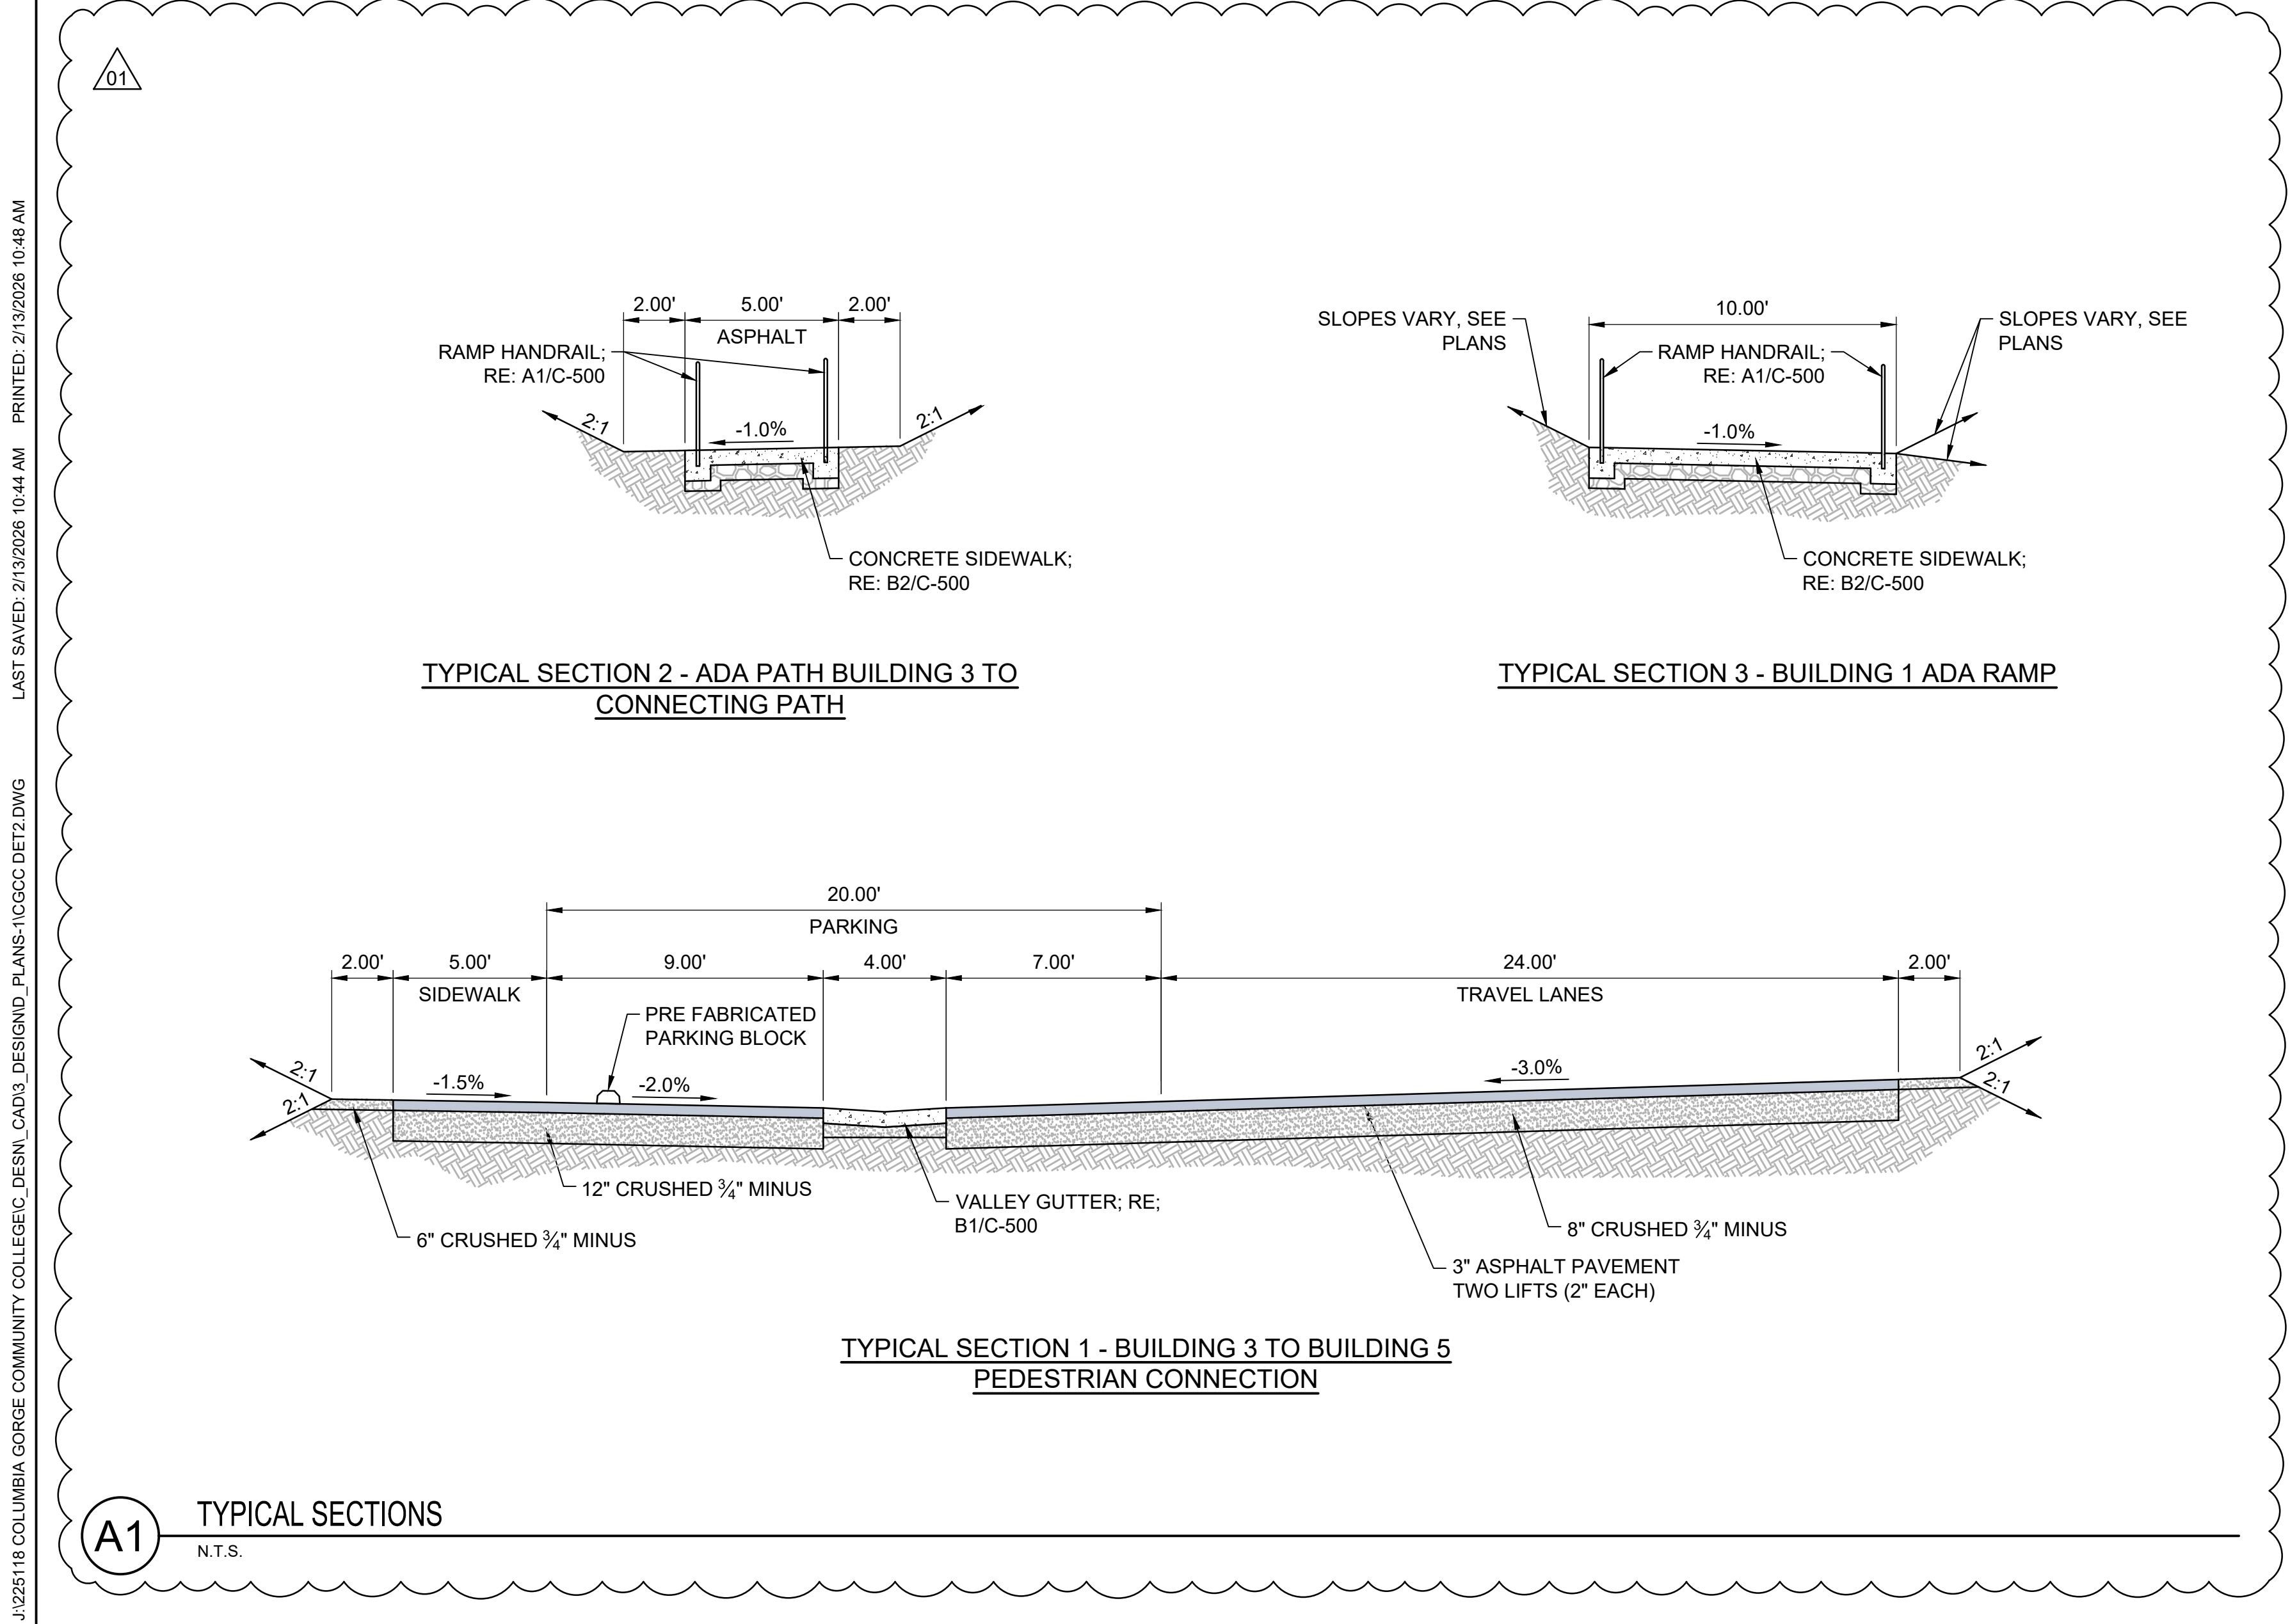 01
2.00' 5.00' 2.00'
ASPHALT
RAMP HANDRAIL;
RE: A1/C-500
2:1
-1.0%
2:1
CONCRETE SIDEWALK;
RE: B2/C-500
TYPICAL SECTION 2 - ADA PATH BUILDING 3 TO
CONNECTING PATH
SLOPES VARY, SEE
PLANS
10.00'
RAMP HANDRAIL;
RE: A1/C-500
SLOPES VARY, SEE
PLANS
-1.0%
CONCRETE SIDEWALK;
RE: B2/C-500
TYPICAL SECTION 3 - BUILDING 1 ADA RAMP
20.00'
PARKING
2.00' 5.00' 9.00' 4.00' 7.00' 24.00' 2.00'
SIDEWALK
TRAVEL LANES
PRE FABRICATED
PARKING BLOCK
2:1
2:1
-1.5%
-2.0%
-3.0%
2:1
2:1
12" CRUSHED ¾" MINUS
6" CRUSHED ¾" MINUS
VALLEY GUTTER; RE;
B1/C-500
8" CRUSHED ¾" MINUS
3" ASPHALT PAVEMENT
TWO LIFTS (2" EACH)
TYPICAL SECTION 1 - BUILDING 3 TO BUILDING 5
PEDESTRIAN CONNECTION
A1
TYPICAL SECTIONS
N.T.S.
J:\225118 COLUMBIA GORGE COMMUNITY COLLEGE\C_DESN\_CAD\3_DESIGN\D_PLANS-1\CGCC DET2.DWG LAST SAVED: 2/13/2026 10:44 AM PRINTED: 2/13/2026 10:48 AM